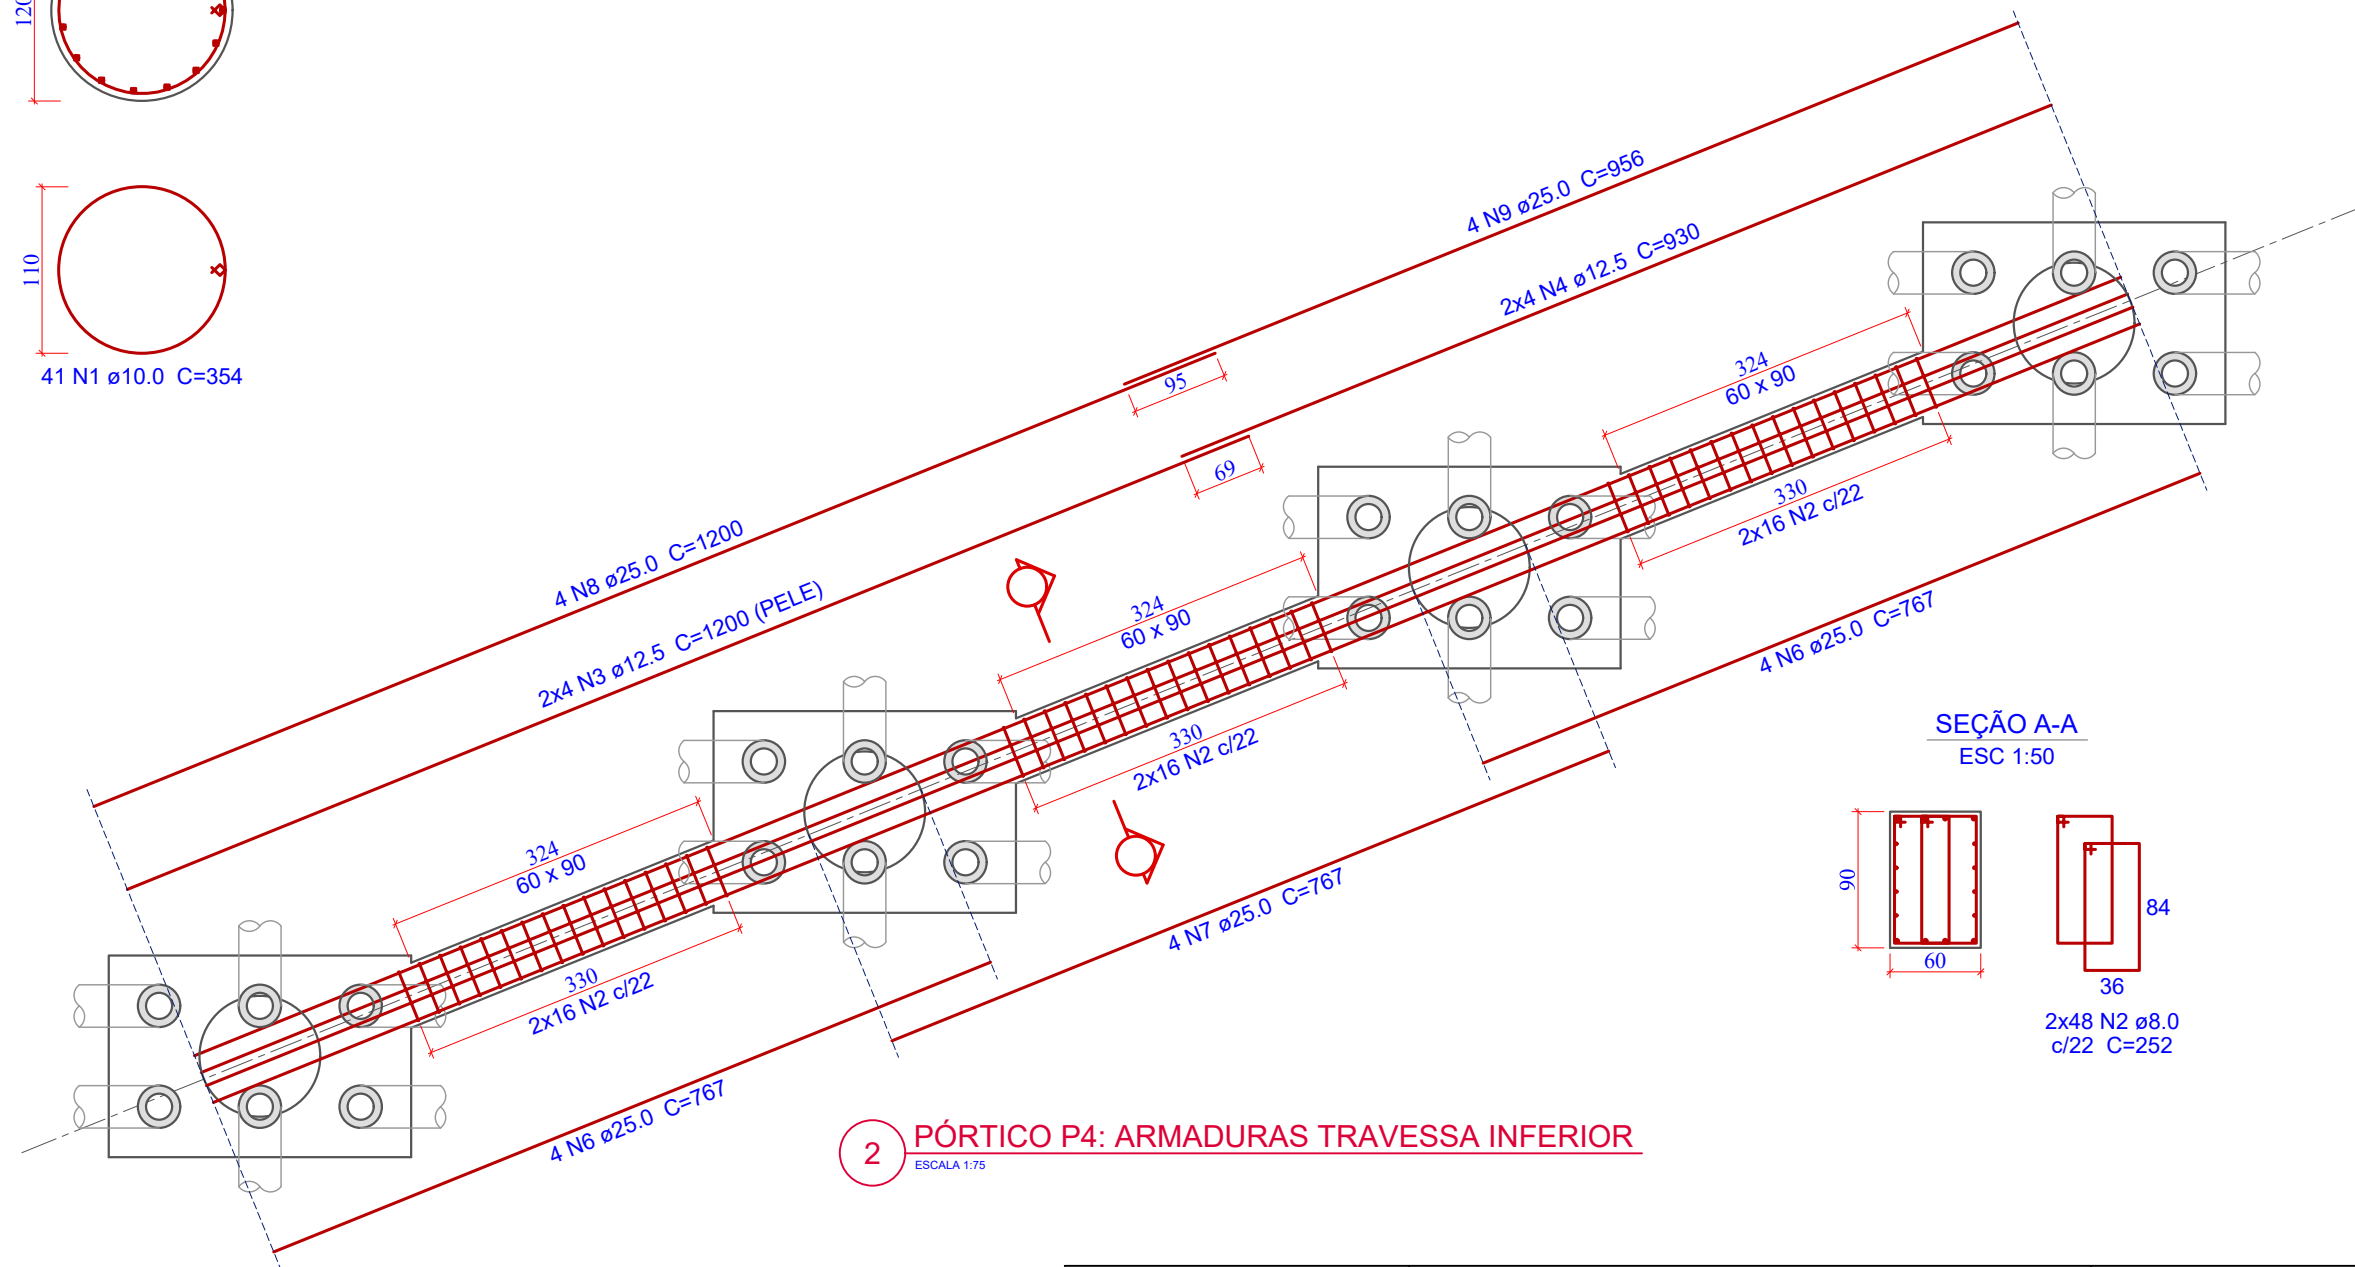 120
110
41 N1 ø10.0 C=354
4 N9 ø25.0 C=956
95
2x4 N4 ø12.5 C=930
69
324
60 x 90
330
2x16 N2 c/22
4 N8 ø25.0 C=1200
2x4 N3 ø12.5 C=1200 (PELE)
324
60 x 90
330
2x16 N2 c/22
4 N6 ø25.0 C=767
324
60 x 90
330
2x16 N2 c/22
4 N7 ø25.0 C=767
4 N6 ø25.0 C=767
SEÇÃO A-A
ESC 1:50
90
60
84
36
2x48 N2 ø8.0
c/22 C=252
2 PÓRTICO P4: ARMADURAS TRAVESSA INFERIOR
ESCALA 1:75